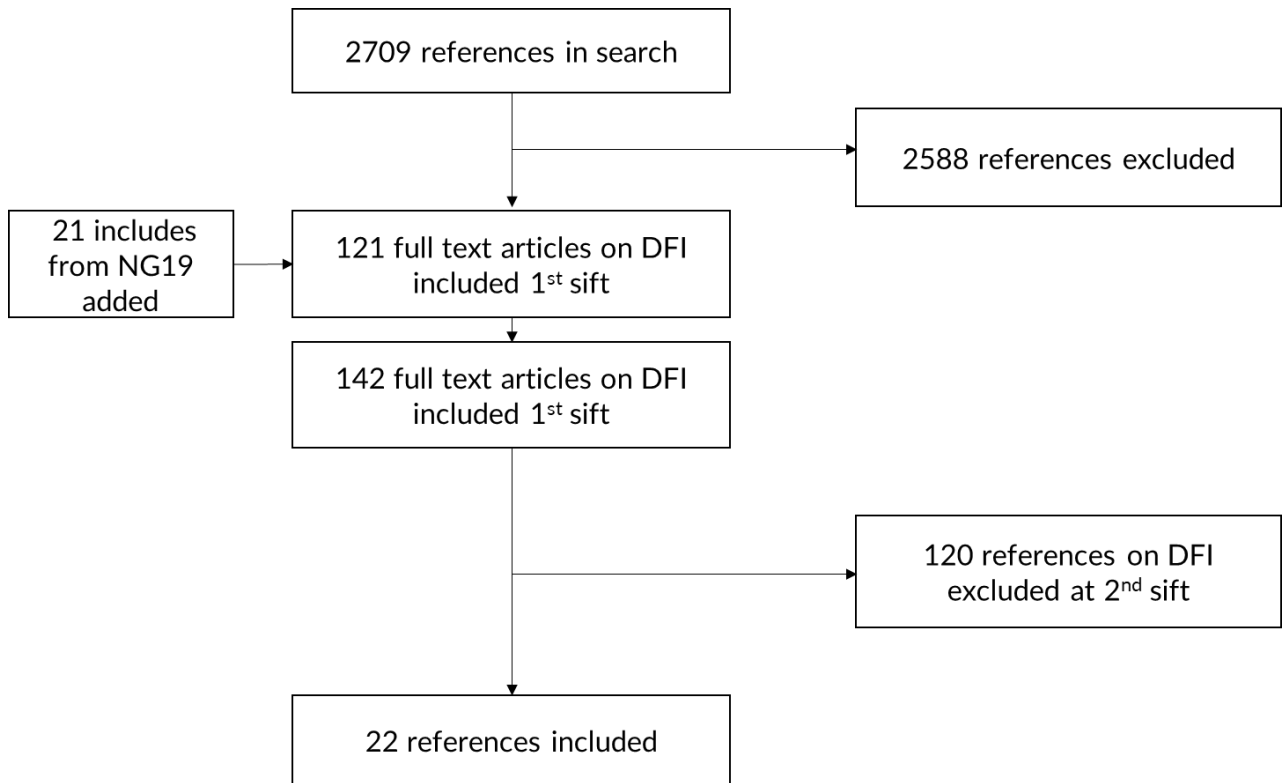 2709 references in search
2588 references excluded
21 includes
from NG19
added
121 full text articles on DFI
included 1st sift
142 full text articles on DFI
included 1st sift
120 references on DFI
excluded at 2nd sift
22 references included